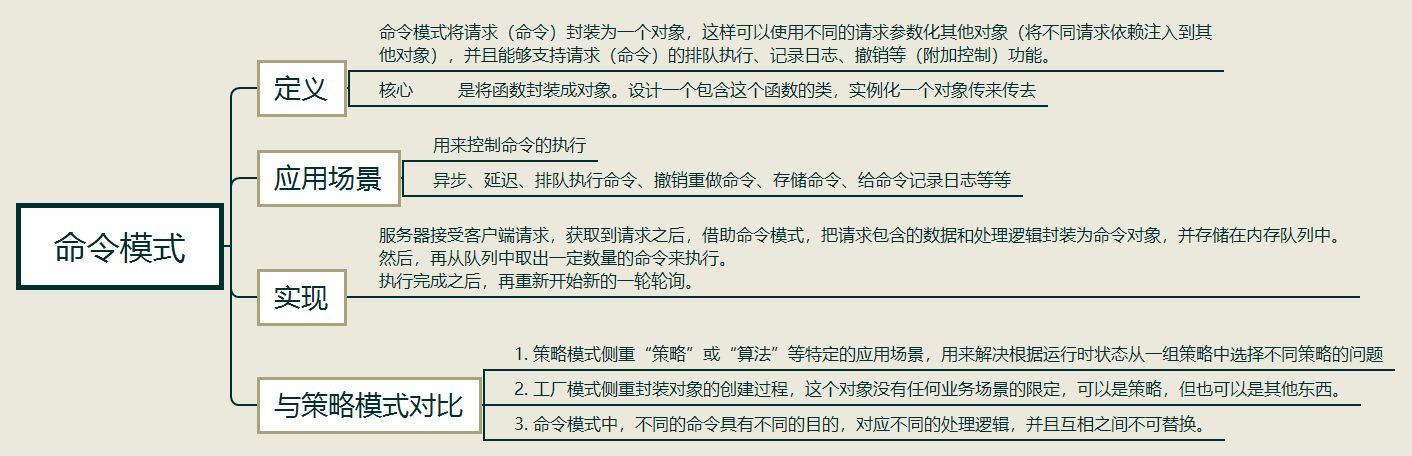 命令模式
定义
命令模式将请求（命令）封装为一个对象，这样可以使用不同的请求参数化其他对象（将不同请求依赖注入到其
他对象），并且能够支持请求（命令）的排队执行、记录日志、撤销等（附加控制）功能。
核心 是将函数封装成对象。设计一个包含这个函数的类，实例化一个对象传来传去
应用场景
用来控制命令的执行
异步、延迟、排队执行命令、撤销重做命令、存储命令、给命令记录日志等等
实现
服务器接受客户端请求，获取到请求之后，借助命令模式，把请求包含的数据和处理逻辑封装为命令对象，并存储在内存队列中。
然后，再从队列中取出一定数量的命令来执行。
执行完成之后，再重新开始新的一轮轮询。
与策略模式对比
1. 策略模式侧重“策略”或“算法”等特定的应用场景，用来解决根据运行时状态从一组策略中选择不同策略的问题
2. 工厂模式侧重封装对象的创建过程，这个对象没有任何业务场景的限定，可以是策略，但也可以是其他东西。
3. 命令模式中，不同的命令具有不同的目的，对应不同的处理逻辑，并且互相之间不可替换。